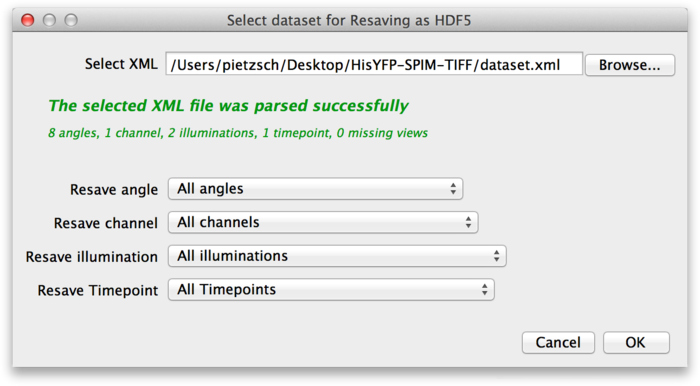 Select dataset for Resaving as HDF5
Select XML /Users/pietzsch/Desktop/HisYFP-SPIM-TIFF/dataset.xml Browse...
The selected XML file was parsed successfully
8 angles, 1 channel, 2 illuminations, 1 timepoint, 0 missing views
Resave angle All angles
Resave channel All channels
Resave illumination All illuminations
Resave Timepoint All Timepoints
Cancel OK